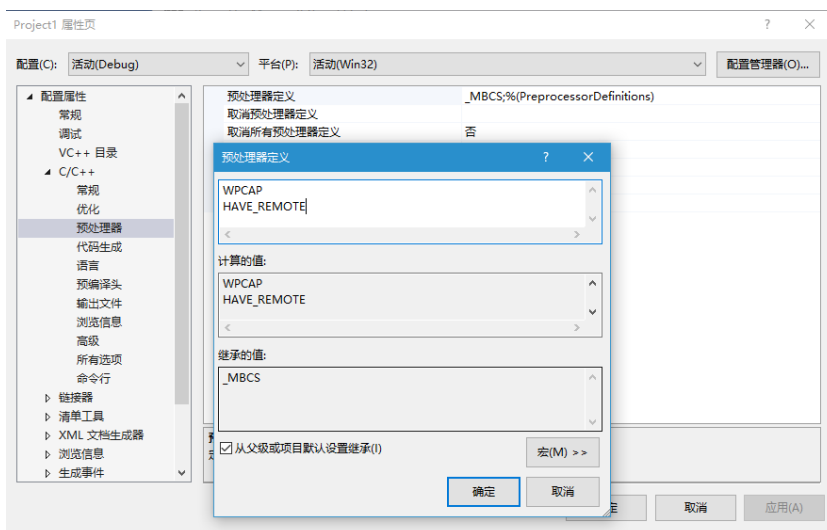 Project1 属性页
配置(C): 活动(Debug) 平台(P): 活动(Win32) 配置管理器(O)...
配置属性
常规
调试
VC++ 目录
C/C++
常规
优化
预处理器
代码生成
语言
预编译头
输出文件
浏览信息
高级
所有选项
命令行
链接器
清单工具
XML 文档生成器
浏览信息
生成事件
预处理器定义 _MBCS;%(PreprocessorDefinitions)
取消预处理器定义
取消所有预处理器定义 否
预处理器定义
WPCAP
HAVE_REMOTE
计算的值:
WPCAP
HAVE_REMOTE
继承的值:
_MBCS
从父级或项目默认设置继承(I)
宏(M) >>
确定 取消
取消 应用(A)